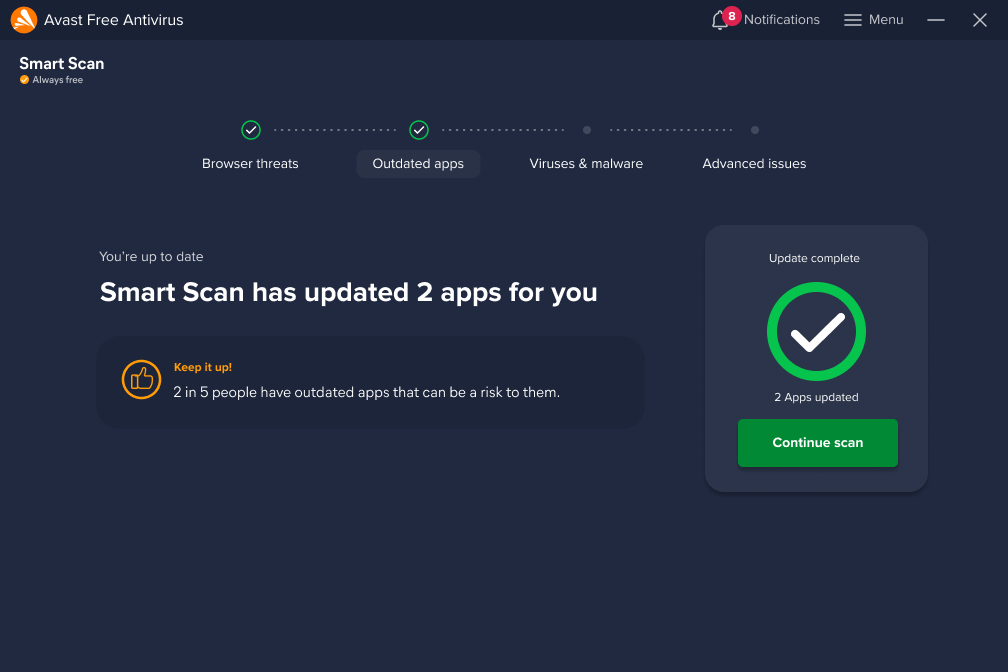 Avast Free Antivirus
8
Notifications
Menu
Smart Scan
Always free
Browser threats
Outdated apps
Viruses & malware
Advanced issues
You're up to date
Smart Scan has updated 2 apps for you
Keep it up!
2 in 5 people have outdated apps that can be a risk to them.
Update complete
2 Apps updated
Continue scan